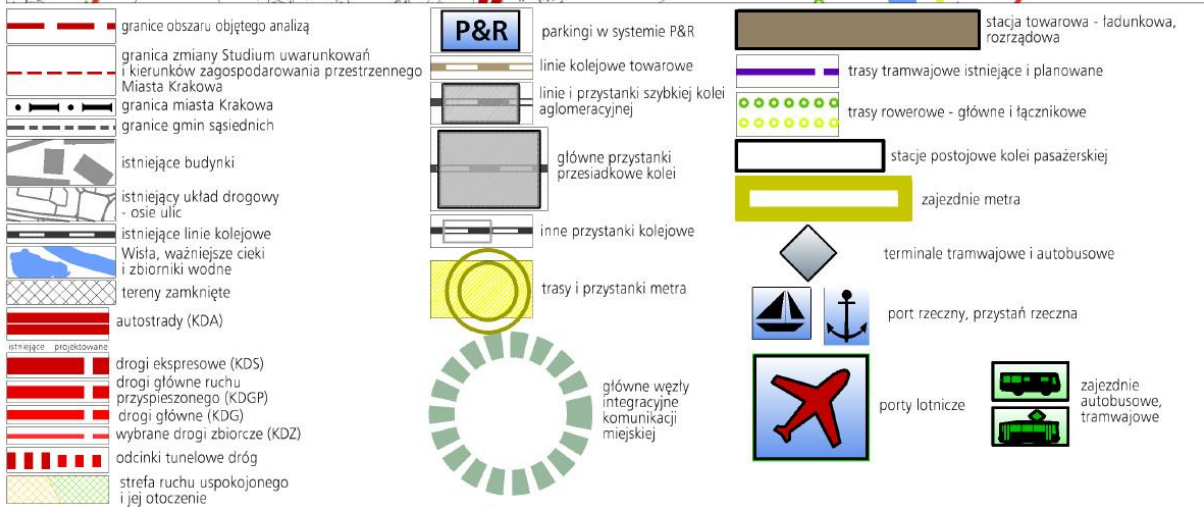 granice obszaru objętego analizą
granica zmiany Studium uwarunkowań
i kierunków zagospodarowania przestrzennego
Miasta Krakowa
granica miasta Krakowa
granice gmin sąsiednich
istniejące budynki
istniejący układ drogowy
- osie ulic
istniejące linie kolejowe
Wisła, ważniejsze cieki
i zbiorniki wodne
tereny zamknięte
autostrady (KDA)
istniejące projektowane
drogi ekspresowe (KDS)
drogi główne ruchu
przyspieszonego (KDGP)
drogi główne (KDG)
wybrane drogi zbiorcze (KDZ)
odcinki tunelowe dróg
strefa ruchu uspokojonego
i jej otoczenie
P&R
parkingi w systemie P&R
linie kolejowe towarowe
linie i przystanki szybkiej kolei
aglomeracyjnej
główne przystanki
przesiadkowe kolei
inne przystanki kolejowe
trasy i przystanki metra
główne węzły
integracyjne
komunikacji
miejskiej
stacja towarowa - ładunkowa,
rozrządowa
trasy tramwajowe istniejące i planowane
trasy rowerowe - główne i łącznikowe
stacje postojowe kolei pasażerskiej
zajezdnie metra
terminale tramwajowe i autobusowe
port rzeczny, przystań rzeczna
porty lotnicze
zajezdnie
autobusowe,
tramwajowe